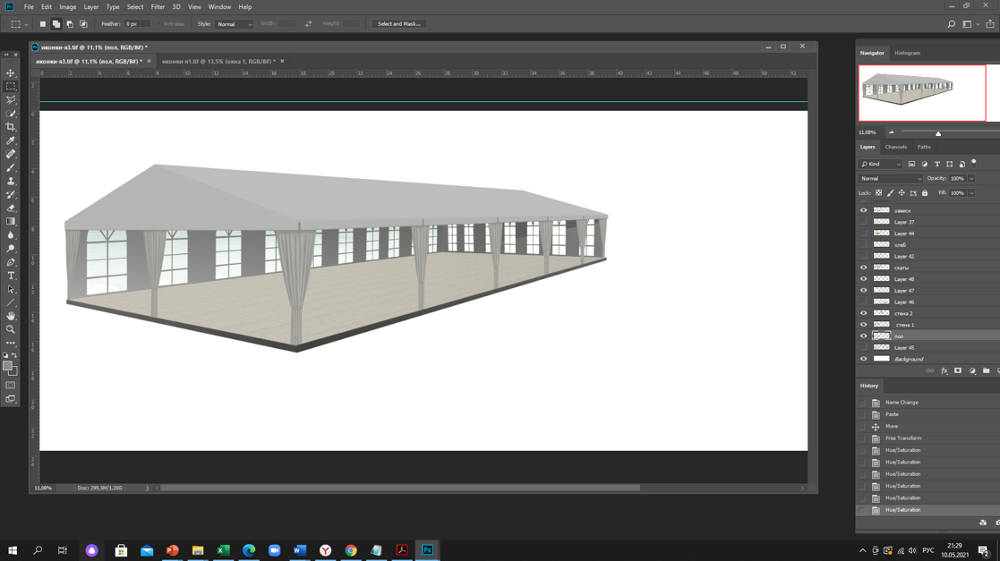 File Edit Image Layer Type Select Filter 3D View Window Help
Feather: 0 px Anti-alias Style: Normal Width: Height: Select and Mask...
иконки-я3.tif @ 11,1% (пол, RGB/8#) *
иконки-я3.tif @ 11,1% (пол, RGB/8#) * × иконки-я1.tif @ 13,5% (окна 1, RGB/8#) * ×
0 2 4 6 8 10 12 14 16 18 20 22 24 26 28 30 32 34 36 38 40 42 44 46 48 50 52
Navigator Histogram
11,08%
Layers Channels Paths
Kind
Normal Opacity: 100%
Lock: Fill: 100%
завесы
Layer 37
Layer 44
хлеб
Layer 42
скаты
Layer 48
Layer 47
Layer 46
стена 2
стена 1
пол
Layer 45
Background
fx
History
Name Change
Paste
Move
Free Transform
Hue/Saturation
Hue/Saturation
Hue/Saturation
Hue/Saturation
Hue/Saturation
Hue/Saturation
11,08% Doc: 299,3M/1,20G
РУС
21:29
10.05.2021
2